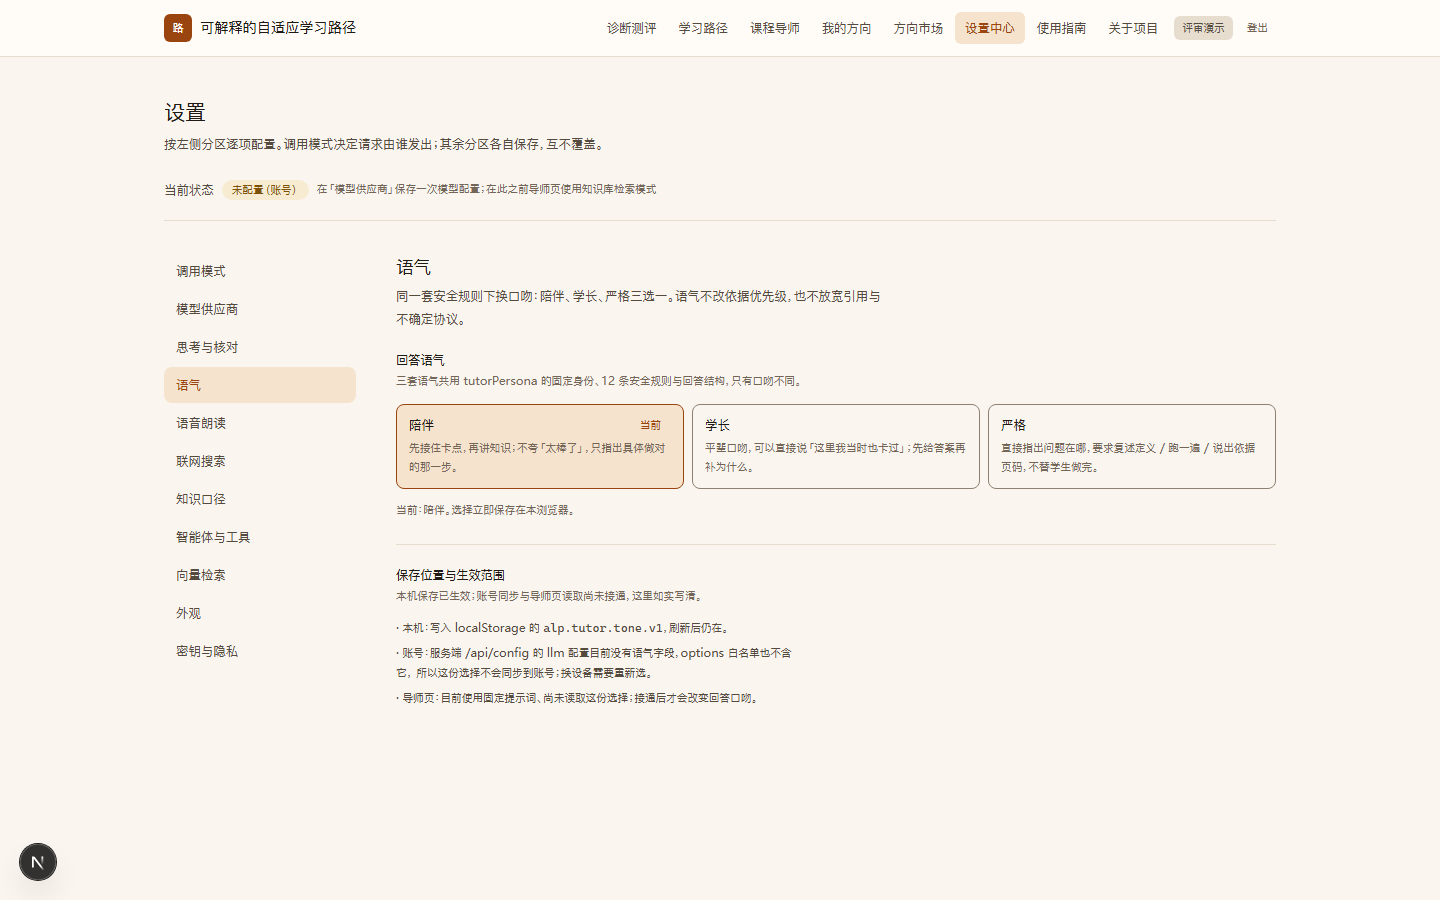 路 可解释的自适应学习路径 诊断测评 学习路径 课程导师 我的方向 方向市场 设置中心 使用指南 关于项目 评审演示 登出
设置
按左侧分区逐项配置。调用模式决定请求由谁发出；其余分区各自保存，互不覆盖。
当前状态 未配置（账号） 在「模型供应商」保存一次模型配置；在此之前导师页使用知识库检索模式
调用模式
模型供应商
思考与核对
语气
语音朗读
联网搜索
知识口径
智能体与工具
向量检索
外观
密钥与隐私
语气
同一套安全规则下换口吻：陪伴、学长、严格三选一。语气不改依据优先级，也不放宽引用与
不确定协议。
回答语气
三套语气共用 tutorPersona 的固定身份、12 条安全规则与回答结构，只有口吻不同。
陪伴 当前
先接住卡点，再讲知识；不夸「太棒了」，只指出具体做对
的那一步。
学长
平辈口吻，可以直接说「这里我当时也卡过」；先给答案再
补为什么。
严格
直接指出问题在哪，要求复述定义 / 跑一遍 / 说出依据
页码，不替学生做完。
当前：陪伴。选择立即保存在本浏览器。
保存位置与生效范围
本机保存已生效；账号同步与导师页读取尚未接通，这里如实写清。
· 本机：写入 localStorage 的 alp.tutor.tone.v1，刷新后仍在。
· 账号：服务端 /api/config 的 llm 配置目前没有语气字段，options 白名单也不含
它，所以这份选择不会同步到账号；换设备需要重新选。
· 导师页：目前使用固定提示词、尚未读取这份选择；接通后才会改变回答口吻。
N